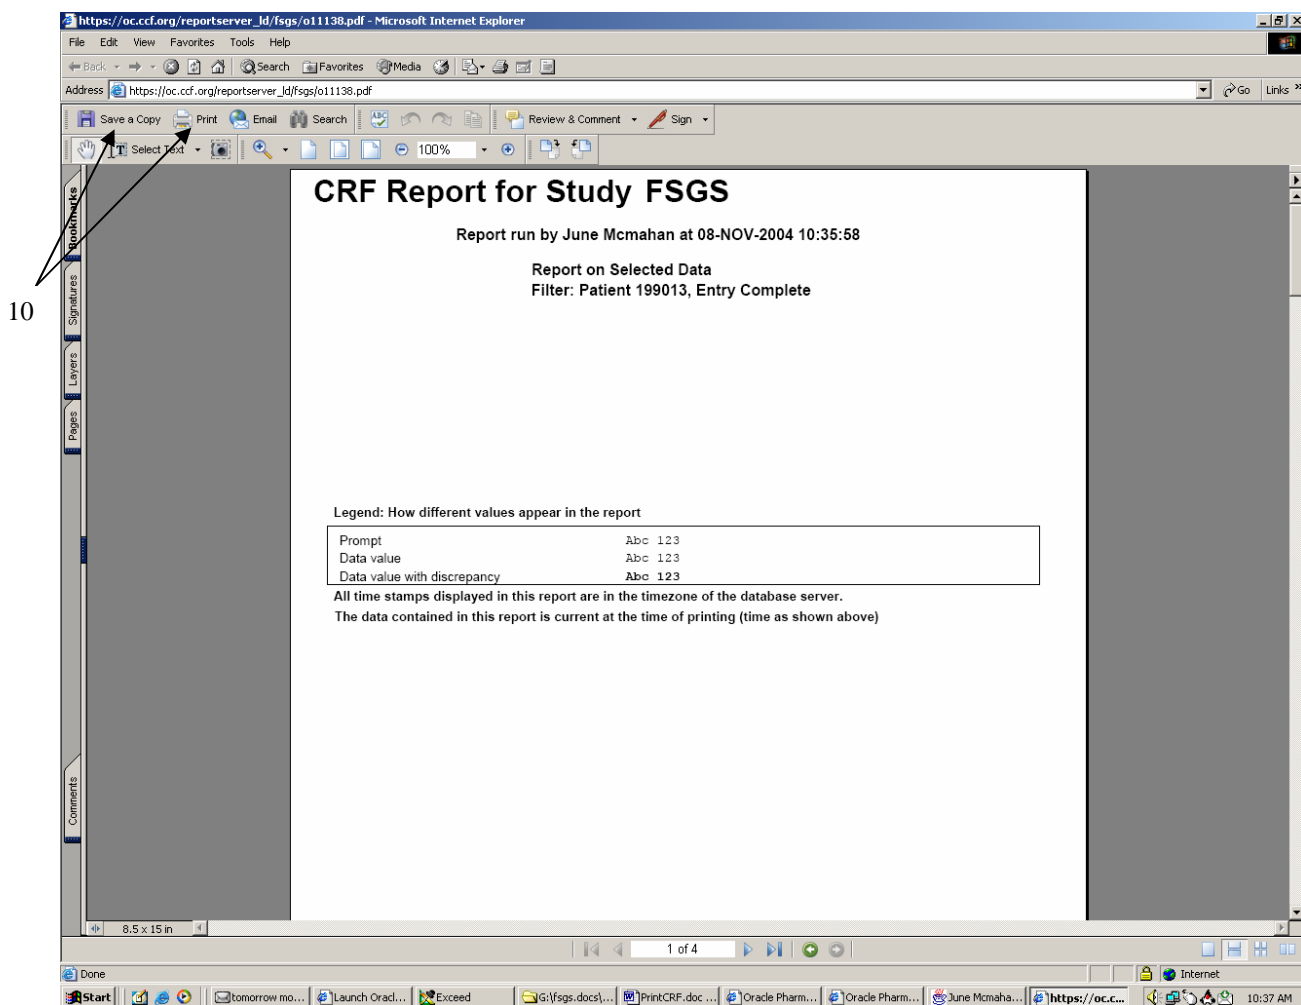 https://oc.ccf.org/reportserver_ld/fsgs/o11138.pdf - Microsoft Internet Explorer
File Edit View Favorites Tools Help
Back Search Favorites Media
Address https://oc.ccf.org/reportserver_ld/fsgs/o11138.pdf Go Links »
Save a Copy Print Email Search Review & Comment Sign
Select Text 100%
Bookmarks
Signatures
Layers
Pages
Comments
10
CRF Report for Study FSGS
Report run by June Mcmahan at 08-NOV-2004 10:35:58
Report on Selected Data
Filter: Patient 199013, Entry Complete
Legend: How different values appear in the report
Prompt Abc 123
Data value Abc 123
Data value with discrepancy Abc 123
All time stamps displayed in this report are in the timezone of the database server.
The data contained in this report is current at the time of printing (time as shown above)
8.5 x 15 in
1 of 4
Done Internet
Start tomorrow mo... Launch Oracl... Exceed G:\fsgs.docs\... PrintCRF.doc ... Oracle Pharm... Oracle Pharm... June Mcmaha... https://oc.c... 10:37 AM